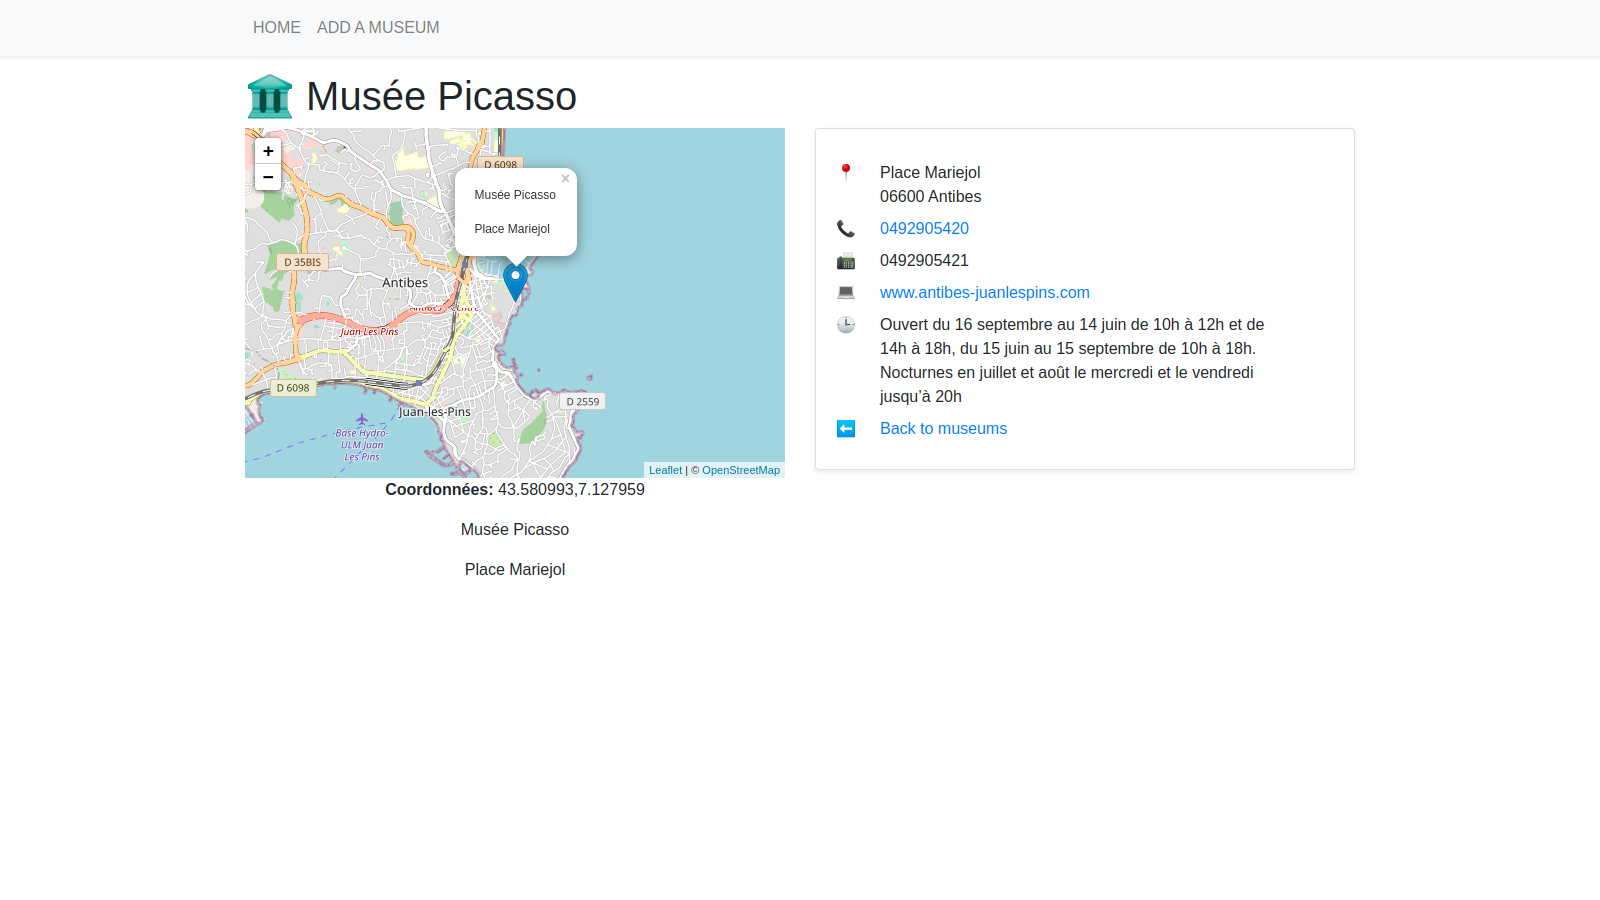 HOME
ADD A MUSEUM
Musée Picasso
+
−
D 6098
×
Musée Picasso
Place Mariejol
D 35BIS
Antibes
Juan-Les-Pins
D 6098
D 2559
Juan-les-Pins
Base Hydro-
ULM Juan
Les Pins
Leaflet | © OpenStreetMap
Coordonnées: 43.580993,7.127959
Musée Picasso
Place Mariejol
Place Mariejol
06600 Antibes
0492905420
0492905421
www.antibes-juanlespins.com
Ouvert du 16 septembre au 14 juin de 10h à 12h et de
14h à 18h, du 15 juin au 15 septembre de 10h à 18h.
Nocturnes en juillet et août le mercredi et le vendredi
jusqu’à 20h
Back to museums